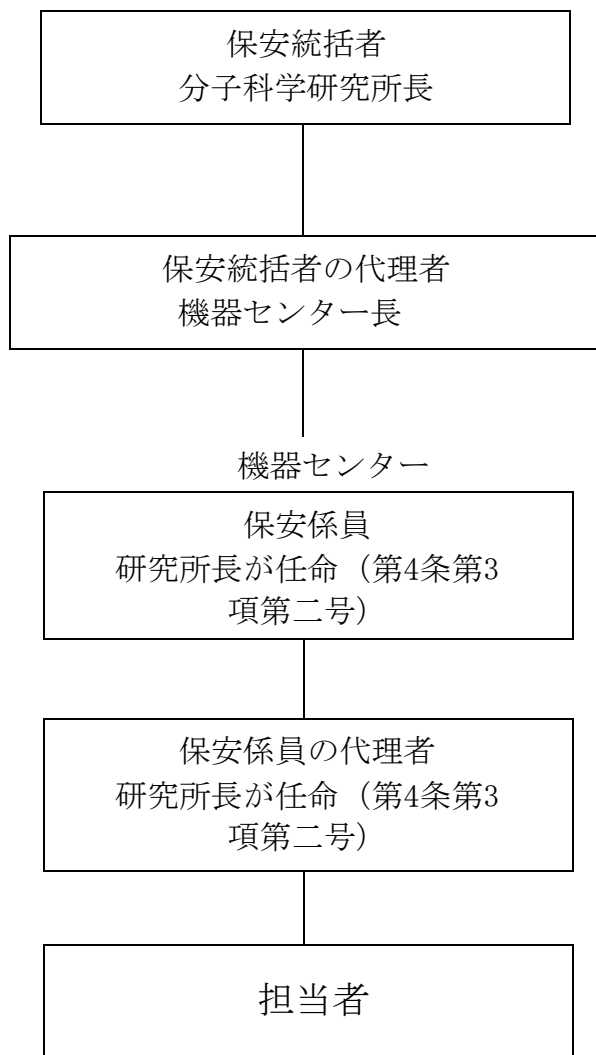 保安統括者
分子科学研究所長
保安統括者の代理者
機器センター長
機器センター
保安係員
研究所長が任命（第4条第3
項第二号）
保安係員の代理者
研究所長が任命（第4条第3
項第二号）
担当者